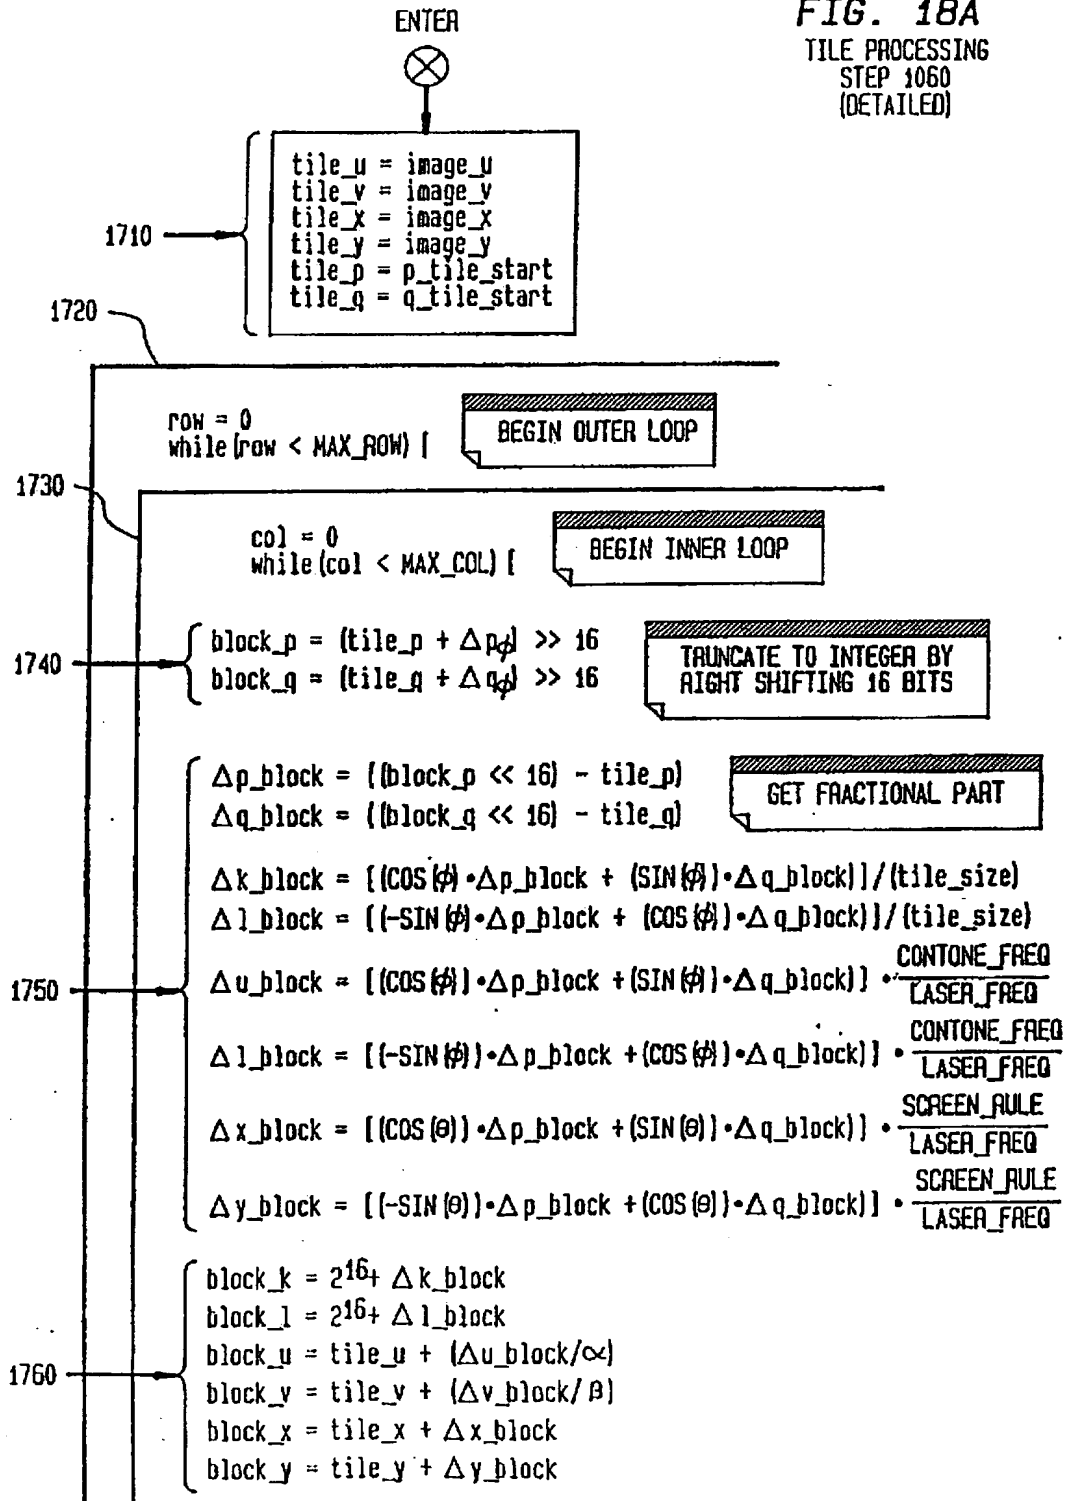 ENTER
FIG. 18A
TILE PROCESSING
STEP 1060
(DETAILED)
tile_u = image_u
tile_v = image_v
tile_x = image_x
tile_y = image_y
tile_p = p_tile_start
tile_q = q_tile_start
1710
1720
row = 0
while(row < MAX_ROW) [
BEGIN OUTER LOOP
1730
col = 0
while(col < MAX_COL) [
BEGIN INNER LOOP
1740
block_p = (tile_p + Δpϕ) >> 16
block_q = (tile_q + Δqϕ) >> 16
TRUNCATE TO INTEGER BY
RIGHT SHIFTING 16 BITS
1750
Δp_block = ((block_p << 16) - tile_p)
Δq_block = ((block_q << 16) - tile_q)
GET FRACTIONAL PART
Δk_block = [(COS(ϕ)•Δp_block + (SIN(ϕ))•Δq_block)]/(tile_size)
Δl_block = [(-SIN(ϕ)•Δp_block + (COS(ϕ))•Δq_block)]/(tile_size)
Δu_block = [(COS(ϕ))•Δp_block +(SIN(ϕ))•Δq_block)] • CONTONE_FREQ/LASER_FREQ
Δl_block = [(-SIN(ϕ))•Δp_block +(COS(ϕ))•Δq_block)] • CONTONE_FREQ/LASER_FREQ
Δx_block = [(COS(θ))•Δp_block +(SIN(θ))•Δq_block)] • SCREEN_RULE/LASER_FREQ
Δy_block = [(-SIN(θ))•Δp_block +(COS(θ))•Δq_block)] • SCREEN_RULE/LASER_FREQ
1760
block_k = 2¹⁶+ Δk_block
block_l = 2¹⁶+ Δl_block
block_u = tile_u + (Δu_block/α)
block_v = tile_v + (Δv_block/β)
block_x = tile_x + Δx_block
block_y = tile_y + Δy_block